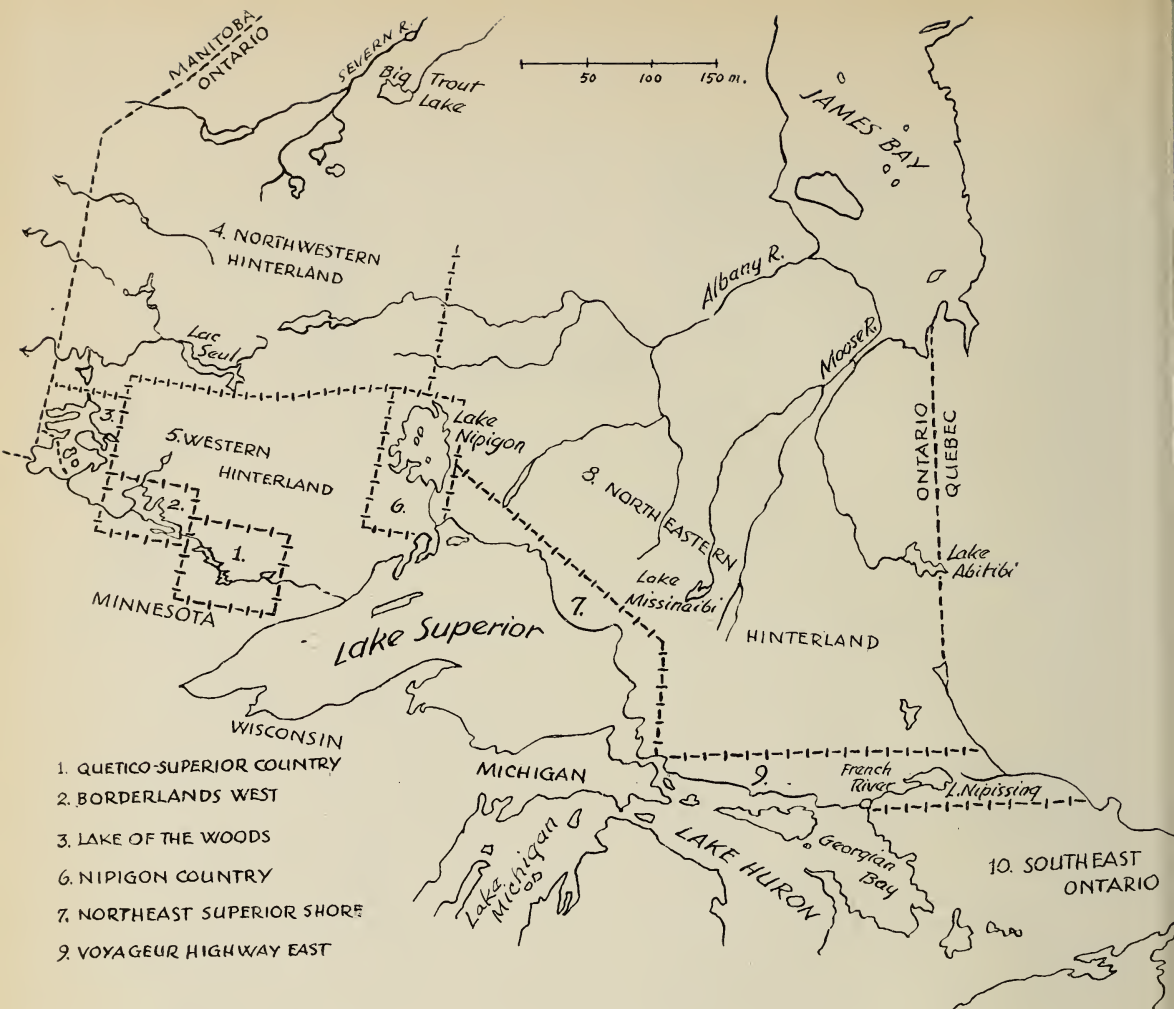 MANITOBA
ONTARIO
SEVERN R.
Big Trout
Lake
50 100 150 m.
JAMES BAY
4. NORTHWESTERN
HINTERLAND
Albany R.
Lac
Seul
Moose R.
3.
5. WESTERN
HINTERLAND
Lake
Nipigon
ONTARIO
QUEBEC
2.
6.
8. NORTHEASTERN
HINTERLAND
1.
Lake
Abitibi
Lake
Missinaibi
MINNESOTA
7.
Lake Superior
WISCONSIN
MICHIGAN
9.
French
River
L. Nipissing
Lake
Michigan
LAKE HURON
Georgian
Bay
10. SOUTHEAST
ONTARIO
1. QUETICO-SUPERIOR COUNTRY
2. BORDERLANDS WEST
3. LAKE OF THE WOODS
6. NIPIGON COUNTRY
7. NORTHEAST SUPERIOR SHORE
9. VOYAGEUR HIGHWAY EAST